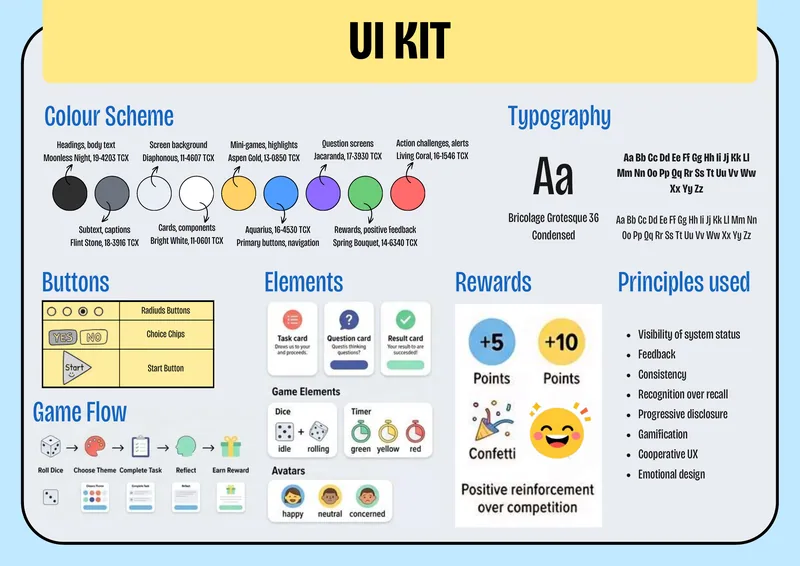 UI KIT
Colour Scheme
Headings, body text
Moonless Night, 19-4203 TCX
Screen background
Diaphonous, 11-4607 TCX
Mini-games, highlights
Aspen Gold, 13-0850 TCX
Question screens
Jacaranda, 17-3930 TCX
Action challenges, alerts
Living Coral, 16-1546 TCX
Subtext, captions
Flint Stone, 18-3916 TCX
Cards, components
Bright White, 11-0601 TCX
Aquarius, 16-4530 TCX
Primary buttons, navigation
Rewards, positive feedback
Spring Bouquet, 14-6340 TCX
Typography
Aa
Bricolage Grotesque 36
Condensed
Aa Bb Cc Dd Ee Ff Gg Hh Ii Jj Kk Ll
Mm Nn Oo Pp Qq Rr Ss Tt Uu Vv Ww
Xx Yy Zz
Aa Bb Cc Dd Ee Ff Gg Hh Ii Jj Kk Ll Mm Nn
Oo Pp Qq Rr Ss Tt Uu Vv Ww Xx Yy Zz
Buttons
Radiuds Buttons
YES NO
Choice Chips
Start
Start Button
Game Flow
Roll Dice
Choose Theme
Complete Task
Reflect
Earn Reward
Elements
Task card
and proceeds.
?
Question card
questions?
Result card
succeeded!
Game Elements
Dice
+
idle
rolling
Timer
green
yellow
red
Avatars
happy
neutral
concerned
Rewards
+5
Points
+10
Points
Confetti
Positive reinforcement
over competition
Principles used
• Visibility of system status
• Feedback
• Consistency
• Recognition over recall
• Progressive disclosure
• Gamification
• Cooperative UX
• Emotional design